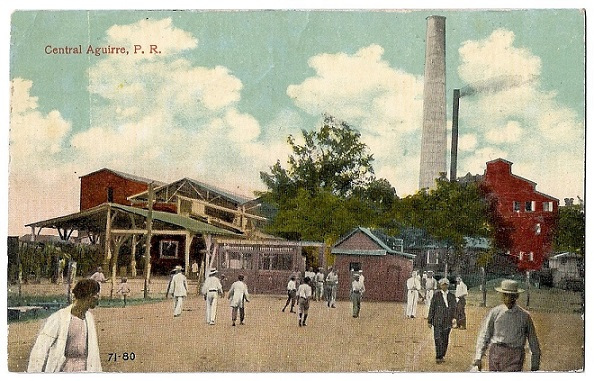 Central Aguirre, P. R.
71-80